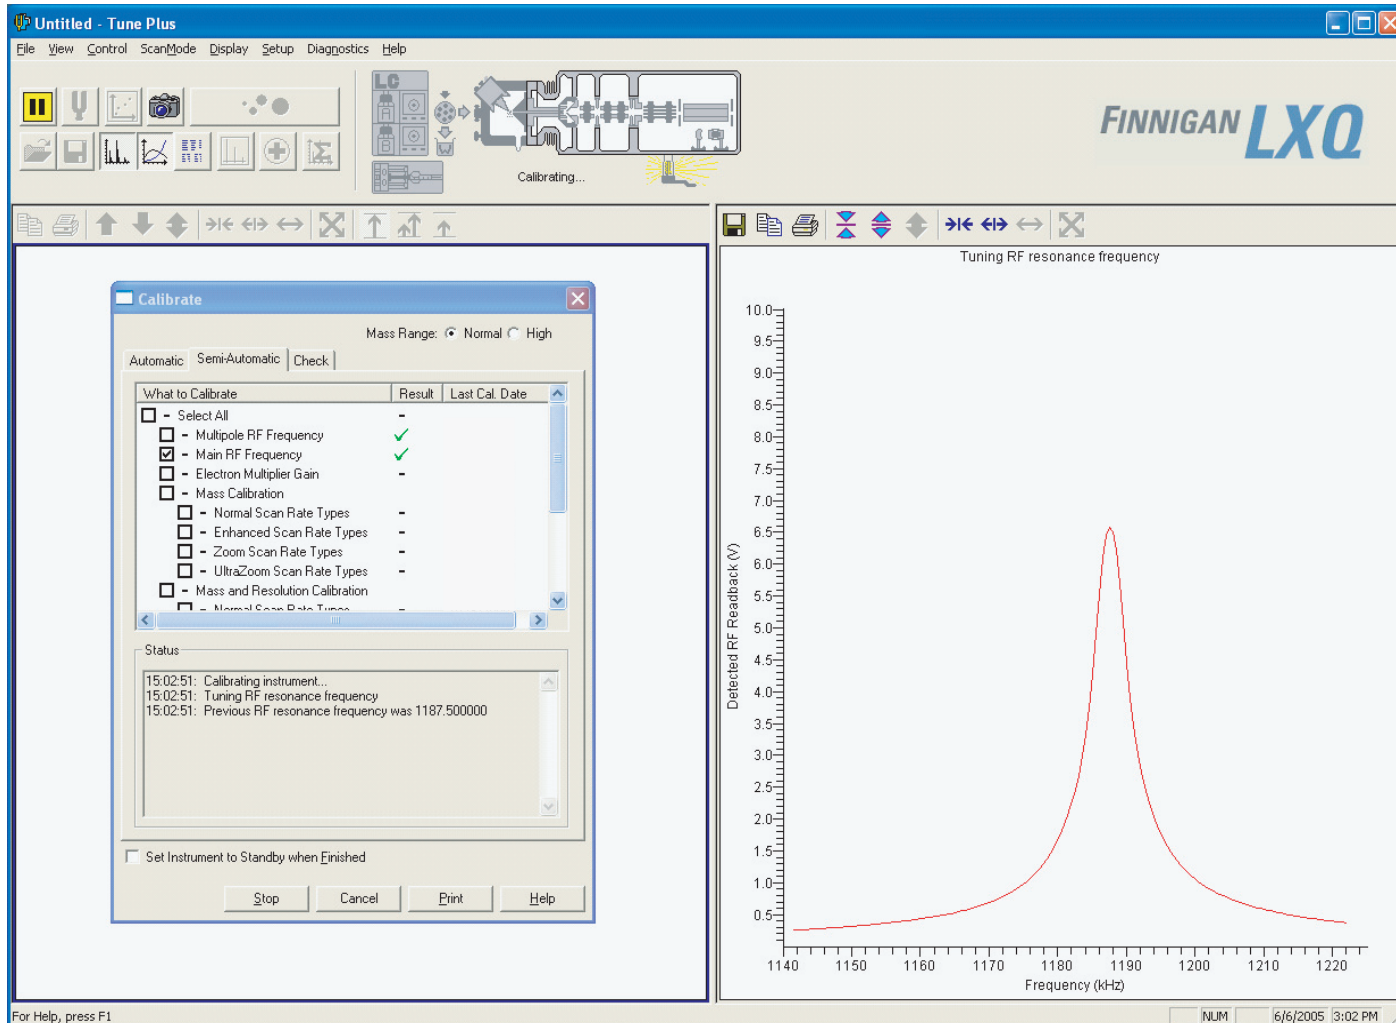 Untitled - Tune Plus
File View Control ScanMode Display Setup Diagnostics Help
LC
A
B
Calibrating...
FINNIGAN LXQ
Calibrate
Mass Range: Normal High
Automatic Semi-Automatic Check
What to Calibrate Result Last Cal. Date
- Select All -
- Multipole RF Frequency
- Main RF Frequency
- Electron Multiplier Gain -
- Mass Calibration
- Normal Scan Rate Types -
- Enhanced Scan Rate Types -
- Zoom Scan Rate Types -
- UltraZoom Scan Rate Types -
- Mass and Resolution Calibration
- Normal Scan Rate Types -
Status
15:02:51: Calibrating instrument...
15:02:51: Tuning RF resonance frequency
15:02:51: Previous RF resonance frequency was 1187.500000
Set Instrument to Standby when Finished
Stop Cancel Print Help
Tuning RF resonance frequency
10.0
9.5
9.0
8.5
8.0
7.5
7.0
6.5
6.0
5.5
5.0
4.5
4.0
3.5
3.0
2.5
2.0
1.5
1.0
0.5
Detected RF Readback (V)
1140 1150 1160 1170 1180 1190 1200 1210 1220
Frequency (kHz)
For Help, press F1
NUM 6/6/2005 3:02 PM